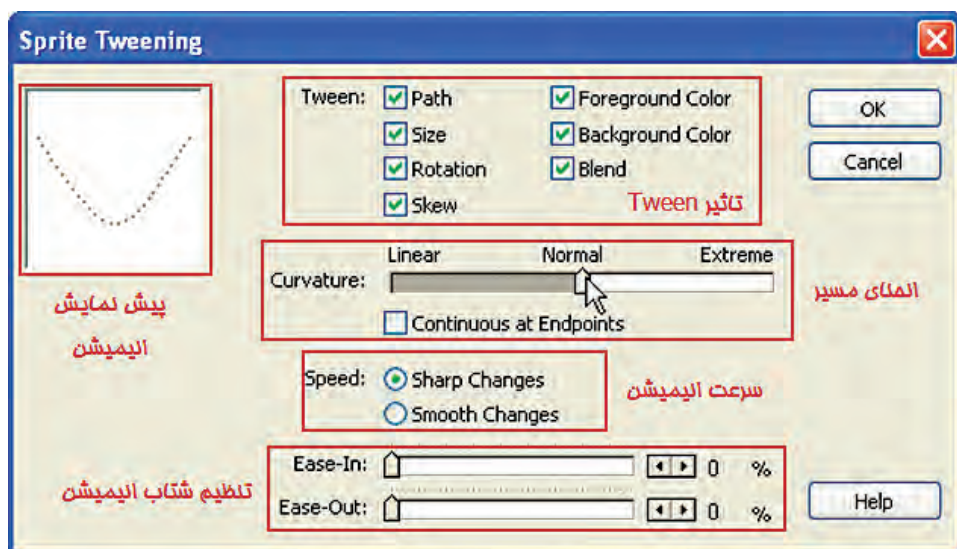 Sprite Tweening
Tween:
Path
Foreground Color
Size
Background Color
Rotation
Blend
Skew
تاثیر Tween
OK
Cancel
پیش نمایش
انیمیشن
Linear Normal Extreme
Curvature:
Continuous at Endpoints
انحنای مسیر
Speed:
Sharp Changes
Smooth Changes
سرعت انیمیشن
Ease-In: 0 %
Ease-Out: 0 %
تنظیم شتاب انیمیشن
Help